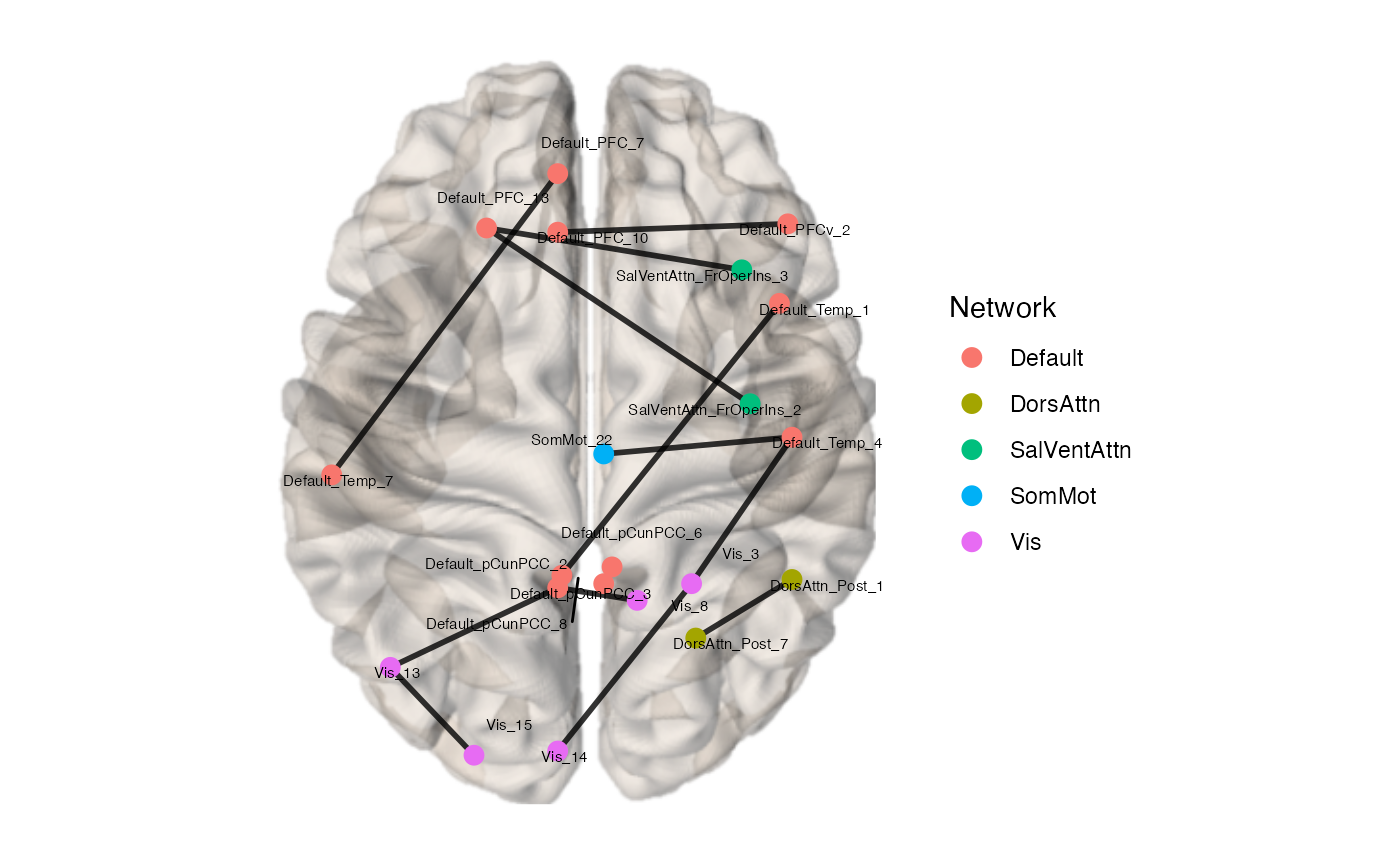 Default_PFC_7
Default_PFC_13
Default_PFC_10
Default_PFCv_2
SalVentAttn_FrOperIns_3
Default_Temp_1
SalVentAttn_FrOperIns_2
SomMot_22
Default_Temp_4
Default_Temp_7
Default_pCunPCC_6
Vis_3
Default_pCunPCC_2
DorsAttn_Post_1
Default_pCunPCC_3
Vis_8
Default_pCunPCC_8
DorsAttn_Post_7
Vis_13
Vis_15
Vis_14
Network
Default
DorsAttn
SalVentAttn
SomMot
Vis